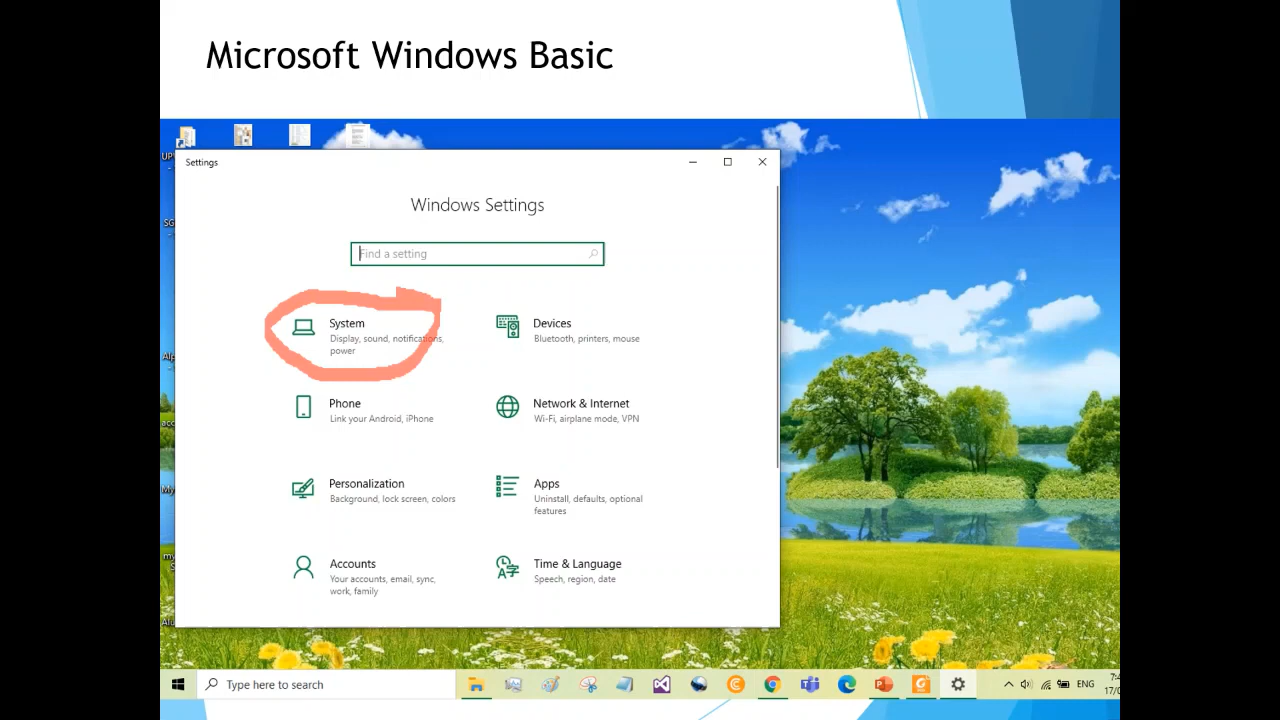 Microsoft Windows Basic
Settings
Windows Settings
Find a setting
System
Display, sound, notifications,
power
Devices
Bluetooth, printers, mouse
Phone
Link your Android, iPhone
Network & Internet
Wi-Fi, airplane mode, VPN
Personalization
Background, lock screen, colors
Apps
Uninstall, defaults, optional
features
Accounts
Your accounts, email, sync,
work, family
Time & Language
Speech, region, date
Type here to search
ENG